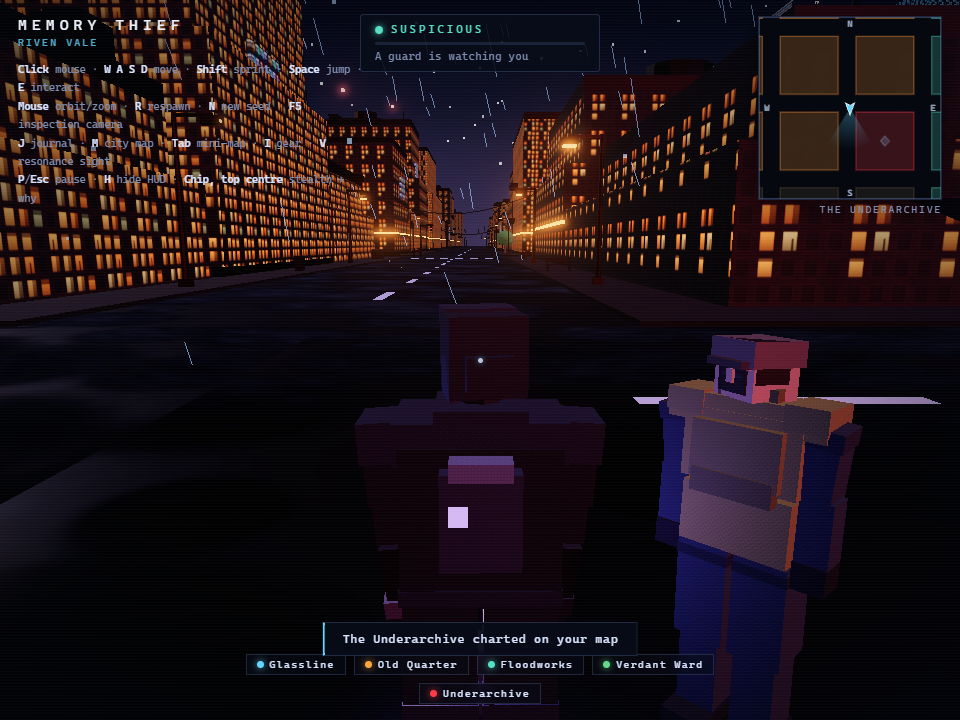 MEMORY THIEF
RIVEN VALE
Click mouse · W A S D move · Shift sprint · Space jump ·
E interact
Mouse orbit/zoom · R respawn · N new seed · F5
inspection camera
J journal · M city map · Tab mini-map · I gear · V
resonance sight
P/Esc pause · H hide HUD · Chip, top centre stealth
why
SUSPICIOUS
A guard is watching you
N
W
E
S
THE UNDERARCHIVE
The Underarchive charted on your map
Glassline
Old Quarter
Floodworks
Verdant Ward
Underarchive